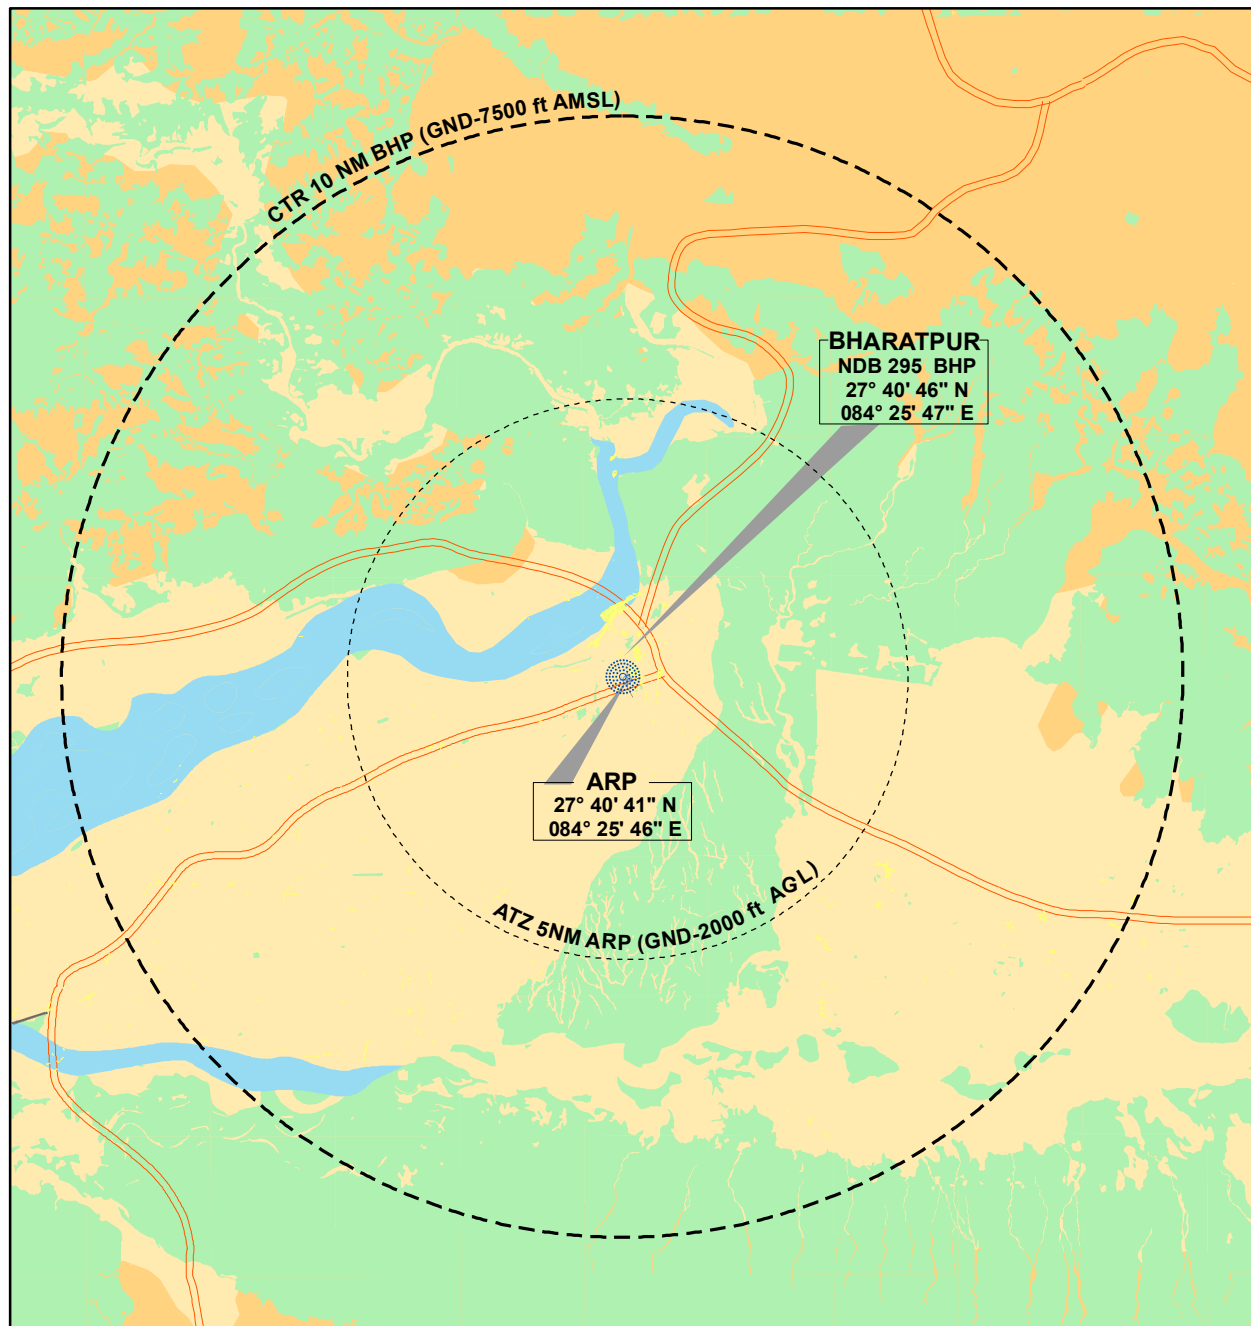 CTR 10 NM BHP (GND-7500 ft AMSL)
BHARATPUR
NDB 295 BHP
27° 40' 46" N
084° 25' 47" E
ARP
27° 40' 41" N
084° 25' 46" E
ATZ 5NM ARP (GND-2000 ft AGL)